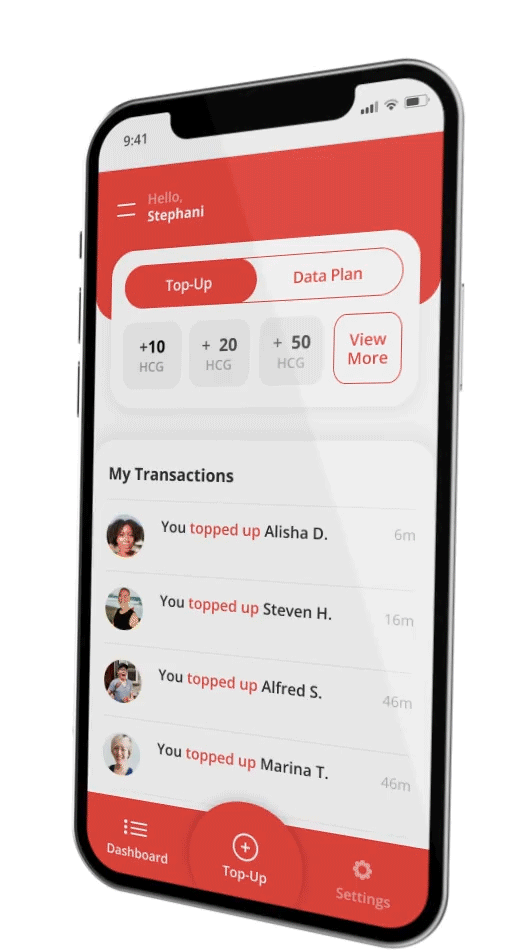 9:41
Hello,
Stephani
Top-Up Data Plan
+10 + 20 + 50 View
HCG HCG HCG More
My Transactions
You topped up Alisha D. 6m
You topped up Steven H. 16m
You topped up Alfred S. 46m
You topped up Marina T. 46m
Dashboard Top-Up Settings